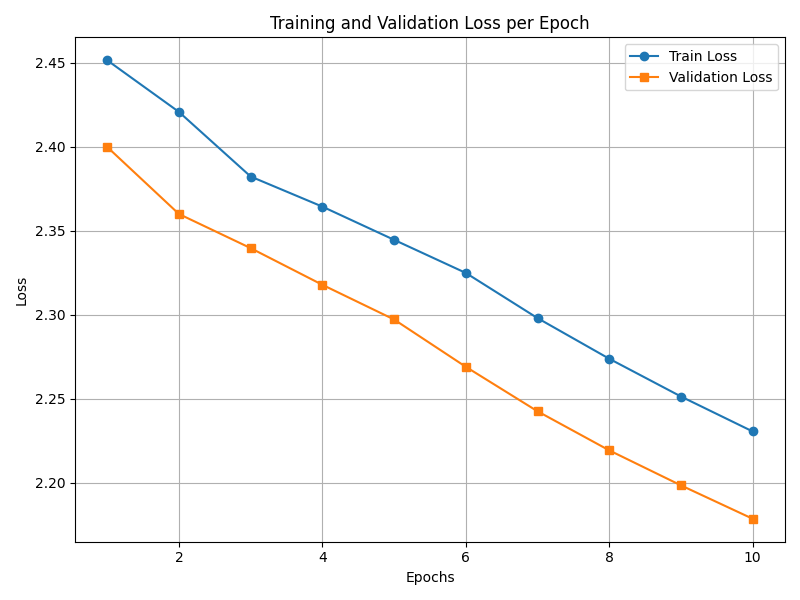 Training and Validation Loss per Epoch
Train Loss
Validation Loss
2.45
2.40
2.35
2.30
2.25
2.20
Loss
2 4 6 8 10
Epochs